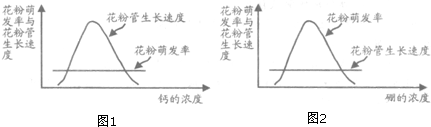 花粉萌
发率与
花粉管
生长速
度
花粉管生长速度
花粉萌发率
钙的浓度
图1
花粉萌
发率与
花粉管
生长速
度
花粉萌发率
花粉管生长速度
硼的浓度
图2